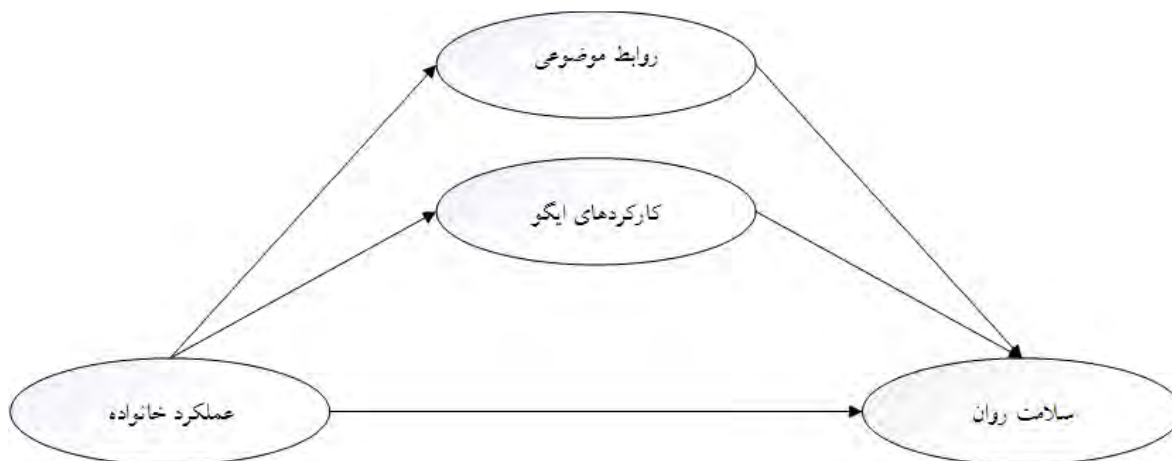 روابط موضوعی
کارکردهای ایگو
سلامت روان
عملکرد خانواده